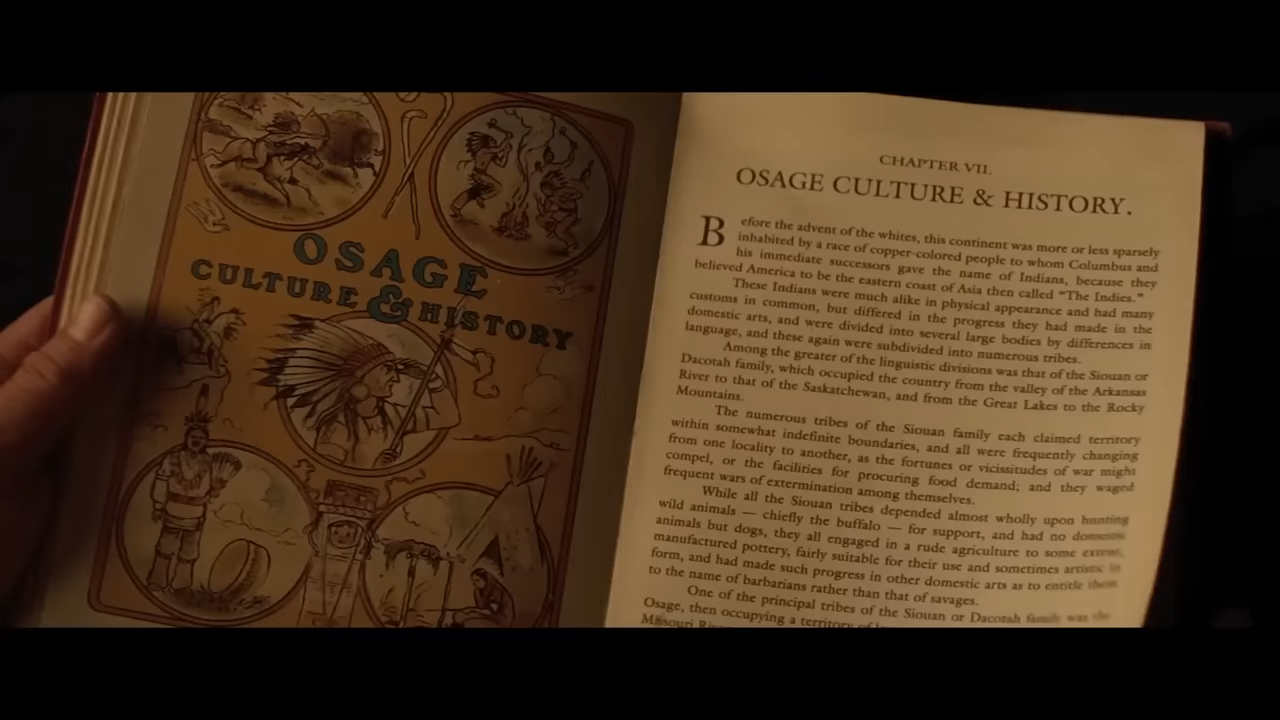 OSAGE
CULTURE & HISTORY
CHAPTER VII.
OSAGE CULTURE & HISTORY.
Before the advent of the whites, this continent was more or less sparsely
inhabited by a race of copper-colored people to whom Columbus and
his immediate successors gave the name of Indians, because they
believed America to be the eastern coast of Asia then called “The Indies.”
These Indians were much alike in physical appearance and had many
customs in common, but differed in the progress they had made in the
domestic arts, and were divided into several large bodies by differences in
language, and these again were subdivided into numerous tribes.
Among the greater of the linguistic divisions was that of the Siouan or
Dacotah family, which occupied the country from the valley of the Arkansas
River to that of the Saskatchewan, and from the Great Lakes to the Rocky
Mountains.
The numerous tribes of the Siouan family each claimed territory
within somewhat indefinite boundaries, and all were frequently changing
from one locality to another, as the fortunes or vicissitudes of war might
compel, or the facilities for procuring food demand; and they waged
frequent wars of extermination among themselves.
While all the Siouan tribes depended almost wholly upon hunting
wild animals — chiefly the buffalo — for support, and had no domestic
animals but dogs, they all engaged in a rude agriculture to some extent,
manufactured pottery, fairly suitable for their use and sometimes artistic in
form, and had made such progress in other domestic arts as to entitle them
to the name of barbarians rather than that of savages.
One of the principal tribes of the Siouan or Dacotah family was the
Osage, then occupying a territory of
Missouri